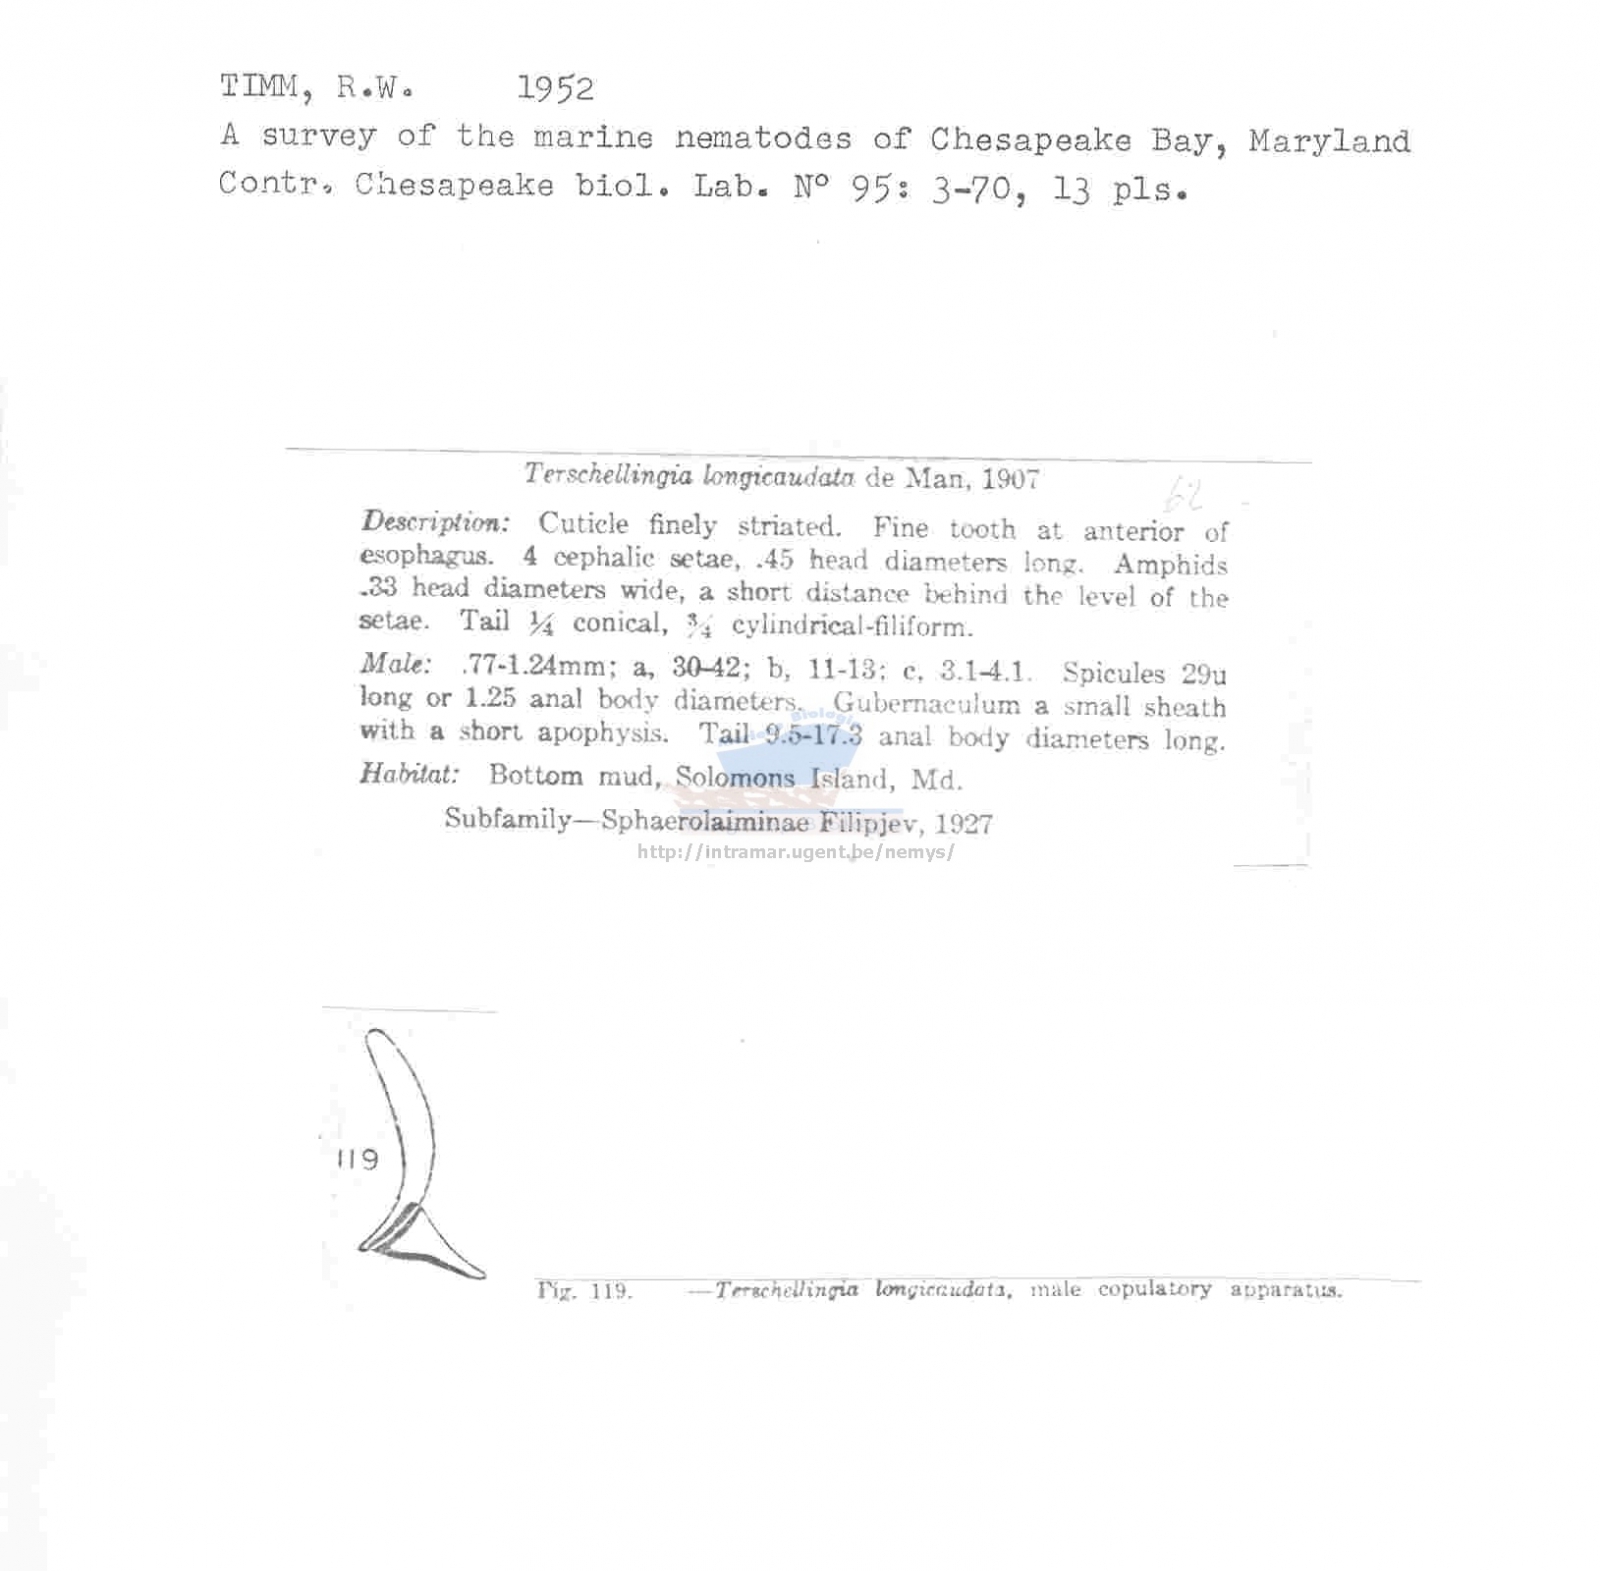 TIMM, R.W. 1952
A survey of the marine nematodes of Chesapeake Bay, Maryland
Contr. Chesapeake biol. Lab. Nº 95: 3-70, 13 pls.
Terschellingia longicaudata de Man, 1907
62
Description: Cuticle finely striated. Fine tooth at anterior of
esophagus. 4 cephalic setae, .45 head diameters long. Amphids
.33 head diameters wide, a short distance behind the level of the
setae. Tail ¼ conical, ¾ cylindrical-filiform.
Male: .77-1.24mm; a, 30-42; b, 11-13; c, 3.1-4.1. Spicules 29u
long or 1.25 anal body diameters. Gubernaculum a small sheath
with a short apophysis. Tail 9.5-17.3 anal body diameters long.
Biologie
Habitat: Bottom mud, Solomons Island, Md.
Subfamily—Sphaerolaiminae Filipjev, 1927
http://intramar.ugent.be/nemys/
119
Fig. 119. —Terschellingia longicaudata, male copulatory apparatus.